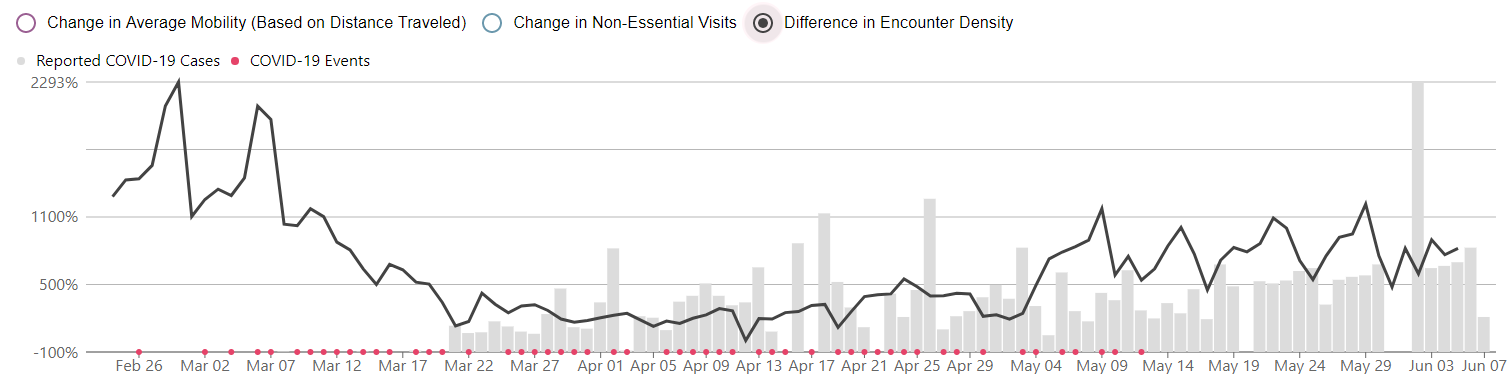 Change in Average Mobility (Based on Distance Traveled) Change in Non-Essential Visits Difference in Encounter Density
Reported COVID-19 Cases COVID-19 Events
2293%
1100%
500%
-100%
Feb 26 Mar 02 Mar 07 Mar 12 Mar 17 Mar 22 Mar 27 Apr 01 Apr 05 Apr 09 Apr 13 Apr 17 Apr 21 Apr 25 Apr 29 May 04 May 09 May 14 May 19 May 24 May 29 Jun 03 Jun 07